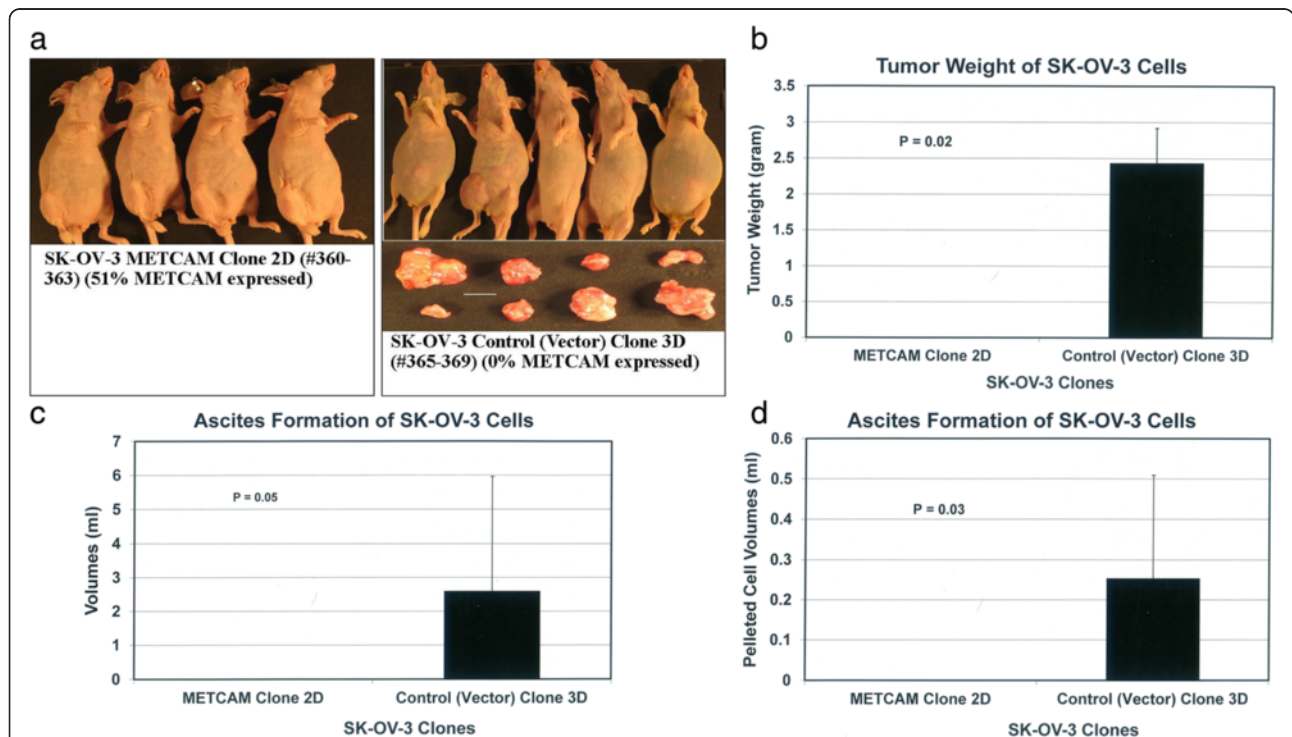 a
SK-OV-3 METCAM Clone 2D (#360-
363) (51% METCAM expressed)
SK-OV-3 Control (Vector) Clone 3D
(#365-369) (0% METCAM expressed)
b
Tumor Weight of SK-OV-3 Cells
Tumor Weight (gram)
3.5
3
2.5
2
1.5
1
0.5
0
P = 0.02
METCAM Clone 2D
Control (Vector) Clone 3D
SK-OV-3 Clones
c
Ascites Formation of SK-OV-3 Cells
Volumes (ml)
7
6
5
4
3
2
1
0
P = 0.05
METCAM Clone 2D
Control (Vector) Clone 3D
SK-OV-3 Clones
d
Ascites Formation of SK-OV-3 Cells
Pelleted Cell Volumes (ml)
0.6
0.5
0.4
0.3
0.2
0.1
0
P = 0.03
METCAM Clone 2D
Control (Vector) Clone 3D
SK-OV-3 Clones